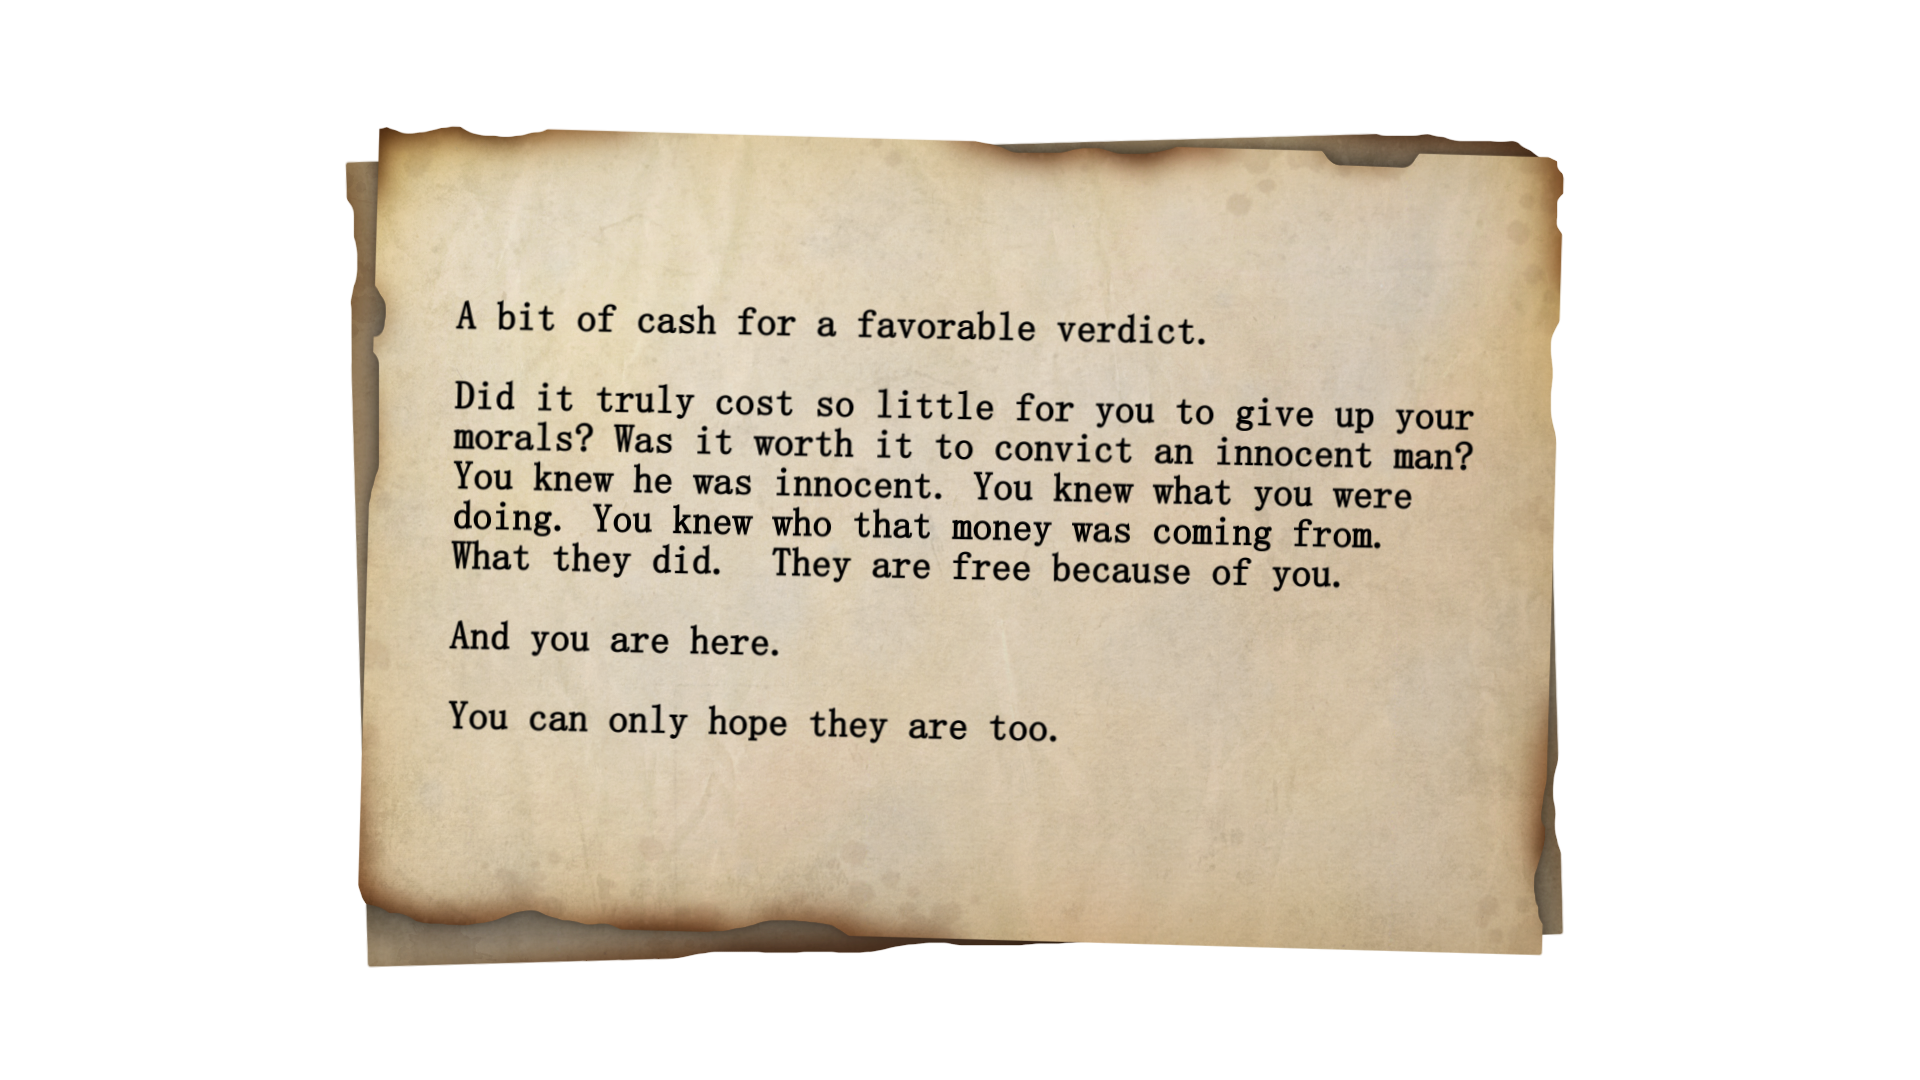 A bit of cash for a favorable verdict.
Did it truly cost so little for you to give up your
morals? Was it worth it to convict an innocent man?
You knew he was innocent. You knew what you were
doing. You knew who that money was coming from.
What they did. They are free because of you.
And you are here.
You can only hope they are too.